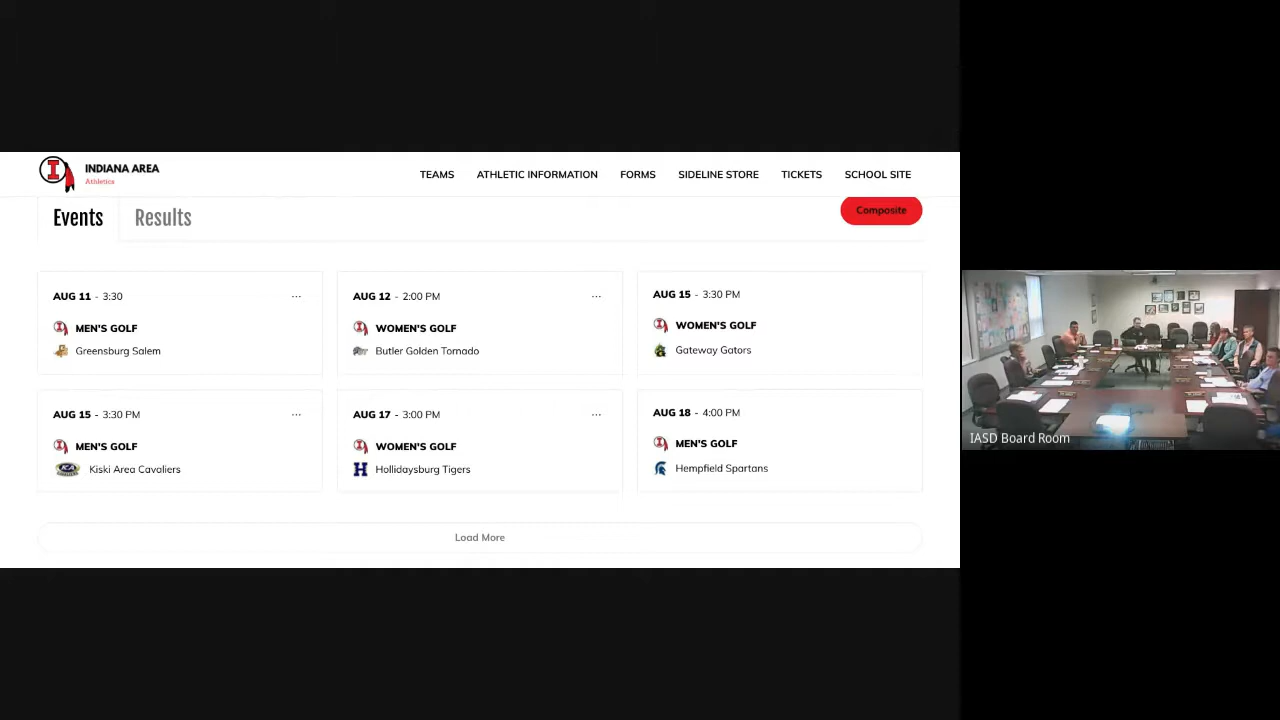 INDIANA AREA
Athletics
TEAMS
ATHLETIC INFORMATION
FORMS
SIDELINE STORE
TICKETS
SCHOOL SITE
Events
Results
Composite
AUG 11 - 3:30
MEN'S GOLF
Greensburg Salem
AUG 12 - 2:00 PM
WOMEN'S GOLF
Butler Golden Tornado
AUG 15 - 3:30 PM
WOMEN'S GOLF
Gateway Gators
AUG 15 - 3:30 PM
MEN'S GOLF
Kiski Area Cavaliers
AUG 17 - 3:00 PM
WOMEN'S GOLF
Hollidaysburg Tigers
AUG 18 - 4:00 PM
MEN'S GOLF
Hempfield Spartans
Load More
IASD Board Room